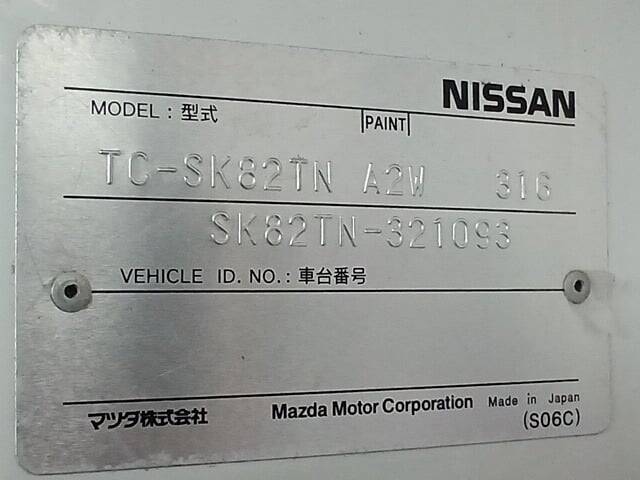 NISSAN
MODEL : 型式 PAINT
TC-SK82TN A2W 316
SK82TN-321093
VEHICLE ID. NO. : 車台番号
マツダ株式会社 Mazda Motor Corporation Made in Japan
(S06C)